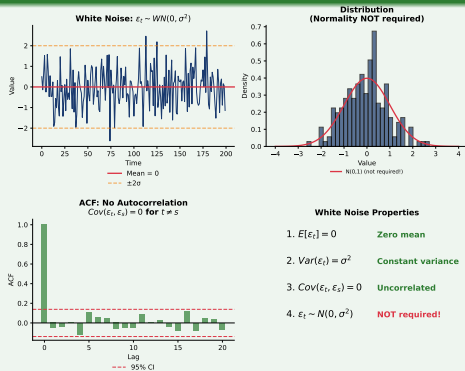 White Noise: εt ~ WN(0, σ²)
Value
2
1
0
−1
−2
0 25 50 75 100 125 150 175 200
Time
Mean = 0
±2σ
Distribution
(Normality NOT required)
Density
0.7
0.6
0.5
0.4
0.3
0.2
0.1
0.0
−4 −3 −2 −1 0 1 2 3 4
Value
N(0,1) (not required!)
ACF: No Autocorrelation
Cov(εt, εs) = 0 for t ≠ s
ACF
1.0
0.8
0.6
0.4
0.2
0.0
0 5 10 15 20
Lag
95% CI
White Noise Properties
1. E[εt] = 0 Zero mean
2. Var(εt) = σ² Constant variance
3. Cov(εt, εs) = 0 Uncorrelated
4. εt ~ N(0, σ²) NOT required!